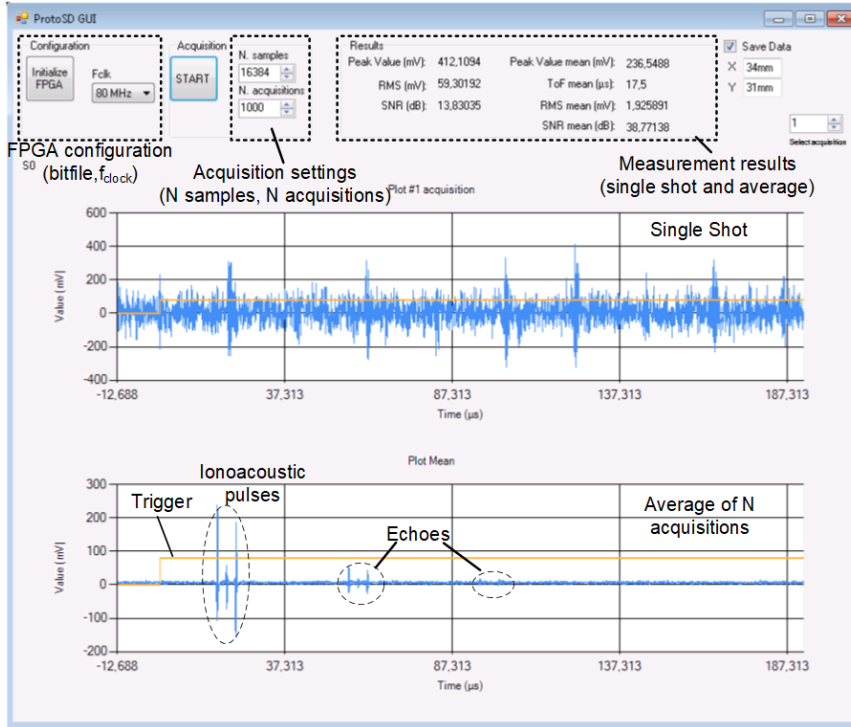 ProtoSD GUI
Configuration
Initialize
FPGA
Fclk
80 MHz
Acquisition
START
N. samples
16384
N. acquisitions
1000
Results
Peak Value (mV): 412,1094
RMS (mV): 59,30192
SNR (dB): 13,83035
Peak Value mean (mV): 236,5488
ToF mean (µs): 17,5
RMS mean (mV): 1,925891
SNR mean (dB): 38,77138
Save Data
X 34mm
Y 31mm
1
Select acquisition
FPGA configuration
(bitfile,fclock)
S0
Acquisition settings
(N samples, N acquisitions)
Measurement results
(single shot and average)
Plot #1 acquisition
Single Shot
600
400
200
0
-200
-400
Value (mV)
-12,688 37,313 87,313 137,313 187,313
Time (µs)
Plot Mean
Ionoacoustic
pulses
Trigger
Echoes
Average of N
acquisitions
300
200
100
0
-100
-200
Value (mV)
-12,688 37,313 87,313 137,313 187,313
Time (µs)